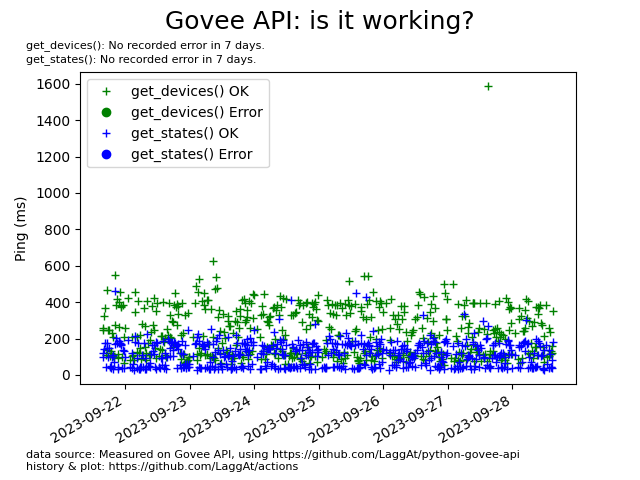 Govee API: is it working?
get_devices(): No recorded error in 7 days.
get_states(): No recorded error in 7 days.
get_devices() OK
get_devices() Error
get_states() OK
get_states() Error
Ping (ms)
1600
1400
1200
1000
800
600
400
200
0
2023-09-22
2023-09-23
2023-09-24
2023-09-25
2023-09-26
2023-09-27
2023-09-28
data source: Measured on Govee API, using https://github.com/LaggAt/python-govee-api
history & plot: https://github.com/LaggAt/actions